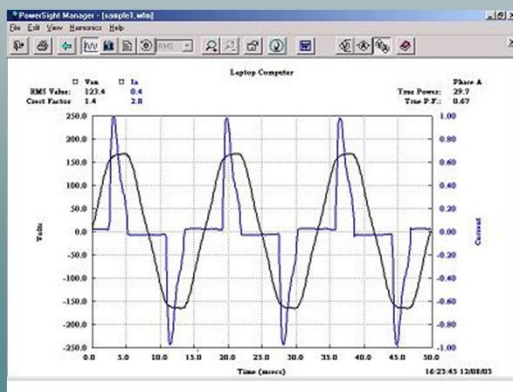 PowerSight Manager - [sample1.wfm]
File Edit View Harmonics Help
RMS
Laptop Computer
Van Ia Phase A
RMS Value: 123.4 0.4 True Power: 29.7
Crest Factor 1.4 2.8 True P.F.: 0.67
250.0 1.00
200.0 0.80
150.0 0.60
100.0 0.40
50.0 0.20
0.0 0.00
-50.0 -0.20
-100.0 -0.40
-150.0 -0.60
-200.0 -0.80
-250.0 -1.00
Volts
Current
0.0 5.0 10.0 15.0 20.0 25.0 30.0 35.0 40.0 45.0 50.0
Time (msecs) 16:23:43 12/08/03